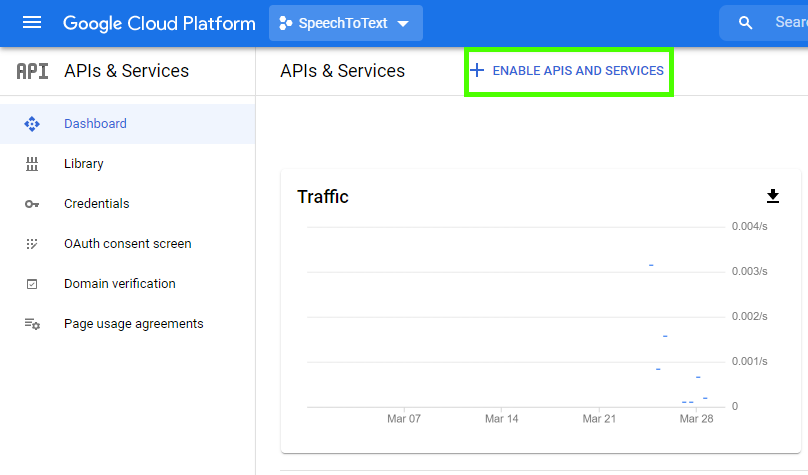 Google Cloud Platform
SpeechToText
API
APIs & Services
APIs & Services
ENABLE APIS AND SERVICES
Dashboard
Library
Credentials
OAuth consent screen
Domain verification
Page usage agreements
Traffic
0.004/s
0.003/s
0.002/s
0.001/s
0
Mar 07 Mar 14 Mar 21 Mar 28